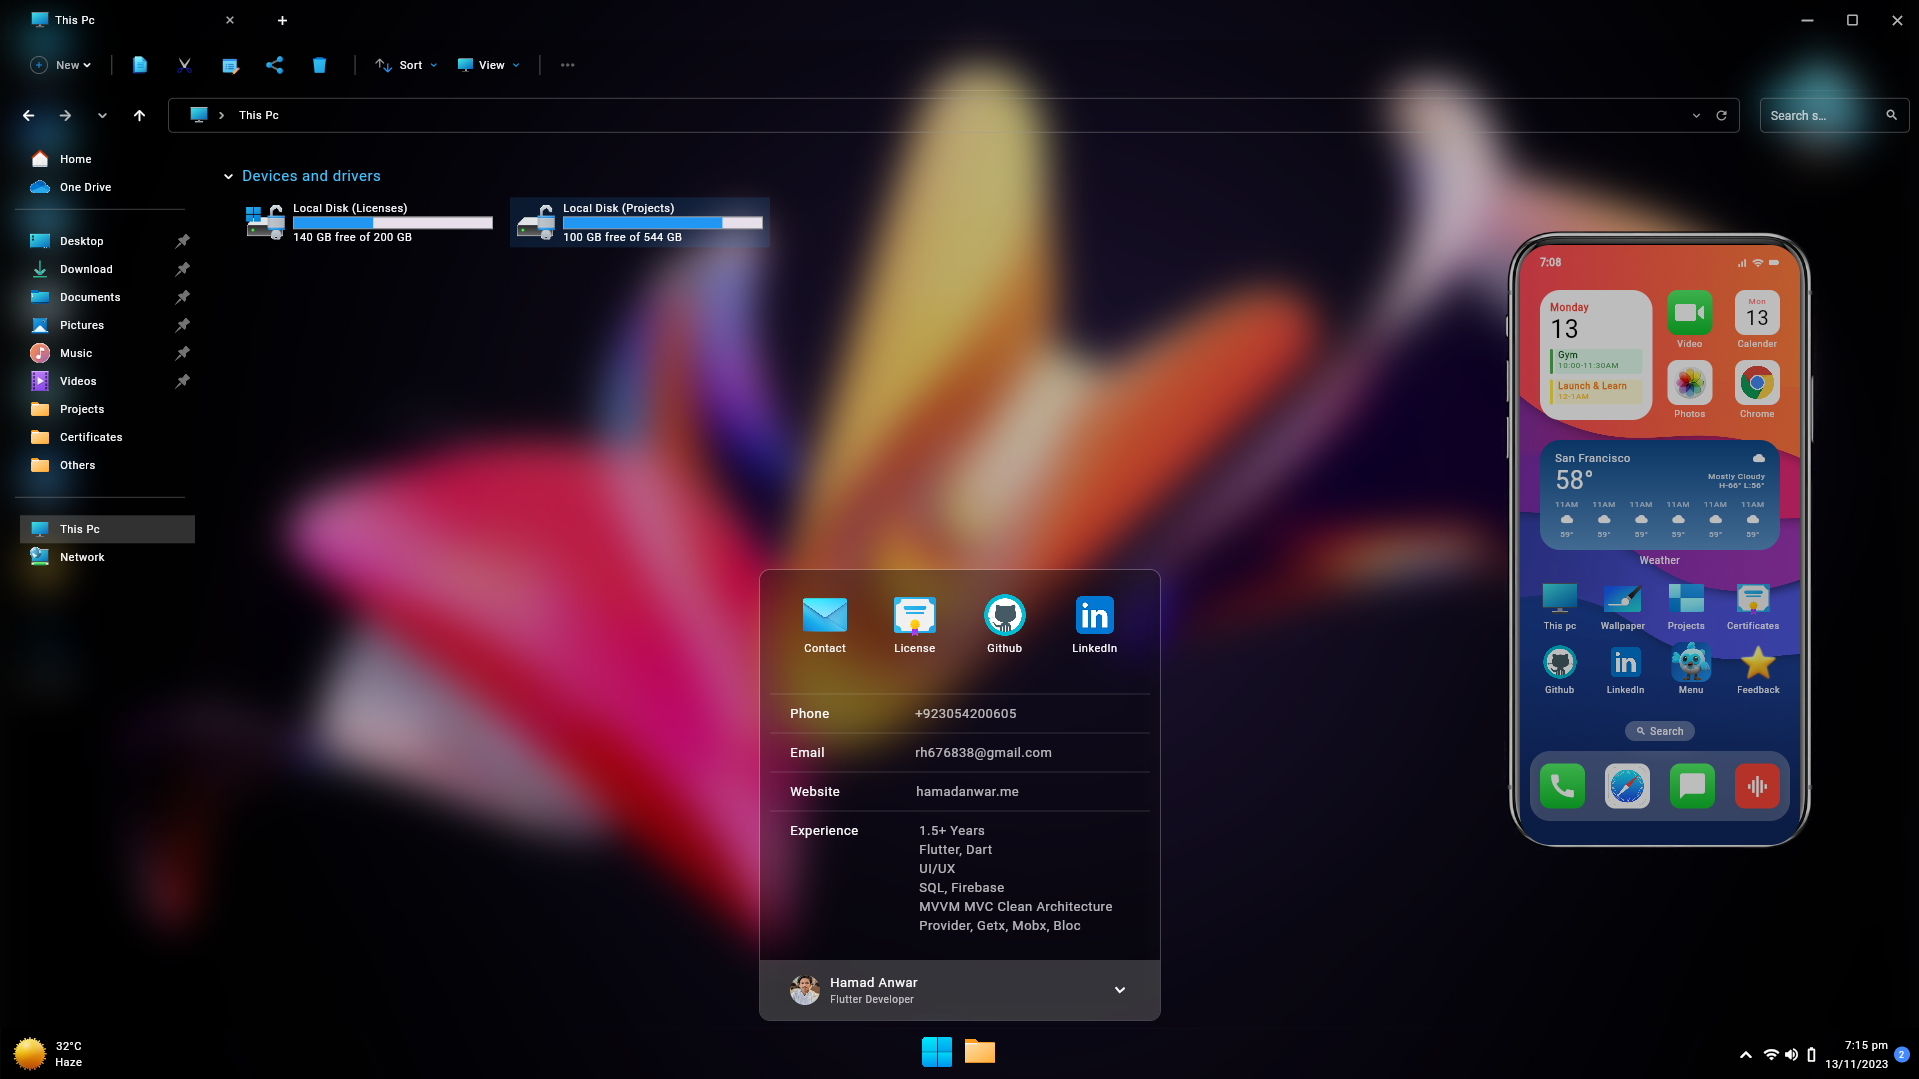 This Pc
New
Sort
View
This Pc
Search s...
Home
One Drive
Desktop
Download
Documents
Pictures
Music
Videos
Projects
Certificates
Others
This Pc
Network
Devices and drivers
Local Disk (Licenses)
140 GB free of 200 GB
Local Disk (Projects)
100 GB free of 544 GB
Contact
License
Github
LinkedIn
Phone +923054200605
Email rh676838@gmail.com
Website hamadanwar.me
Experience 1.5+ Years
Flutter, Dart
UI/UX
SQL, Firebase
MVVM MVC Clean Architecture
Provider, Getx, Mobx, Bloc
Hamad Anwar
Flutter Developer
7:08
Monday
13
Gym
10:00-11:30AM
Launch & Learn
12-1AM
Video
Mon
13
Calender
Photos
Chrome
San Francisco
58°
Mostly Cloudy
H-66° L:56°
11AM 11AM 11AM 11AM 11AM 11AM
59° 59° 59° 59° 59° 59°
Weather
This pc
Wallpaper
Projects
Certificates
Github
LinkedIn
Menu
Feedback
Search
32°C
Haze
7:15 pm
13/11/2023
2